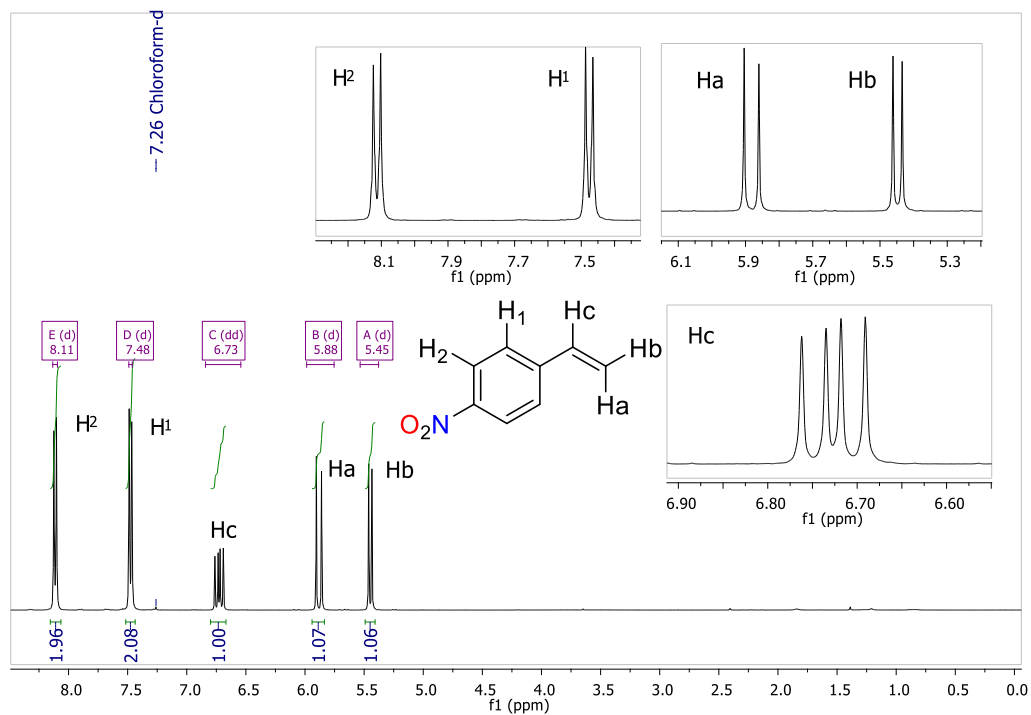 7.26 Chloroform-d
H2
H1
8.1 7.9 7.7 7.5
f1 (ppm)
Ha
Hb
6.1 5.9 5.7 5.5 5.3
f1 (ppm)
E (d)
8.11
D (d)
7.48
C (dd)
6.73
B (d)
5.88
A (d)
5.45
H1
Hc
H2
Hb
Ha
O2N
Hc
6.90 6.80 6.70 6.60
f1 (ppm)
H2
H1
Hc
Ha
Hb
1.96
2.08
1.00
1.07
1.06
8.0 7.5 7.0 6.5 6.0 5.5 5.0 4.5 4.0 3.5 3.0 2.5 2.0 1.5 1.0 0.5 0.0
f1 (ppm)